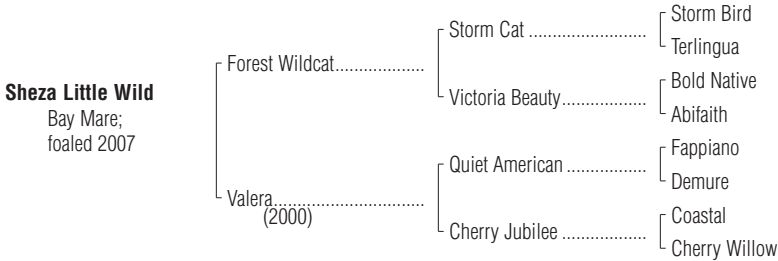 Storm Bird
Storm Cat ..........................
Terlingua
Forest Wildcat....................
Bold Native
Victoria Beauty...................
Abifaith
Sheza Little Wild
Bay Mare;
foaled 2007
Fappiano
Quiet American ..................
Demure
Valera..................................
(2000)
Coastal
Cherry Jubilee ...................
Cherry Willow